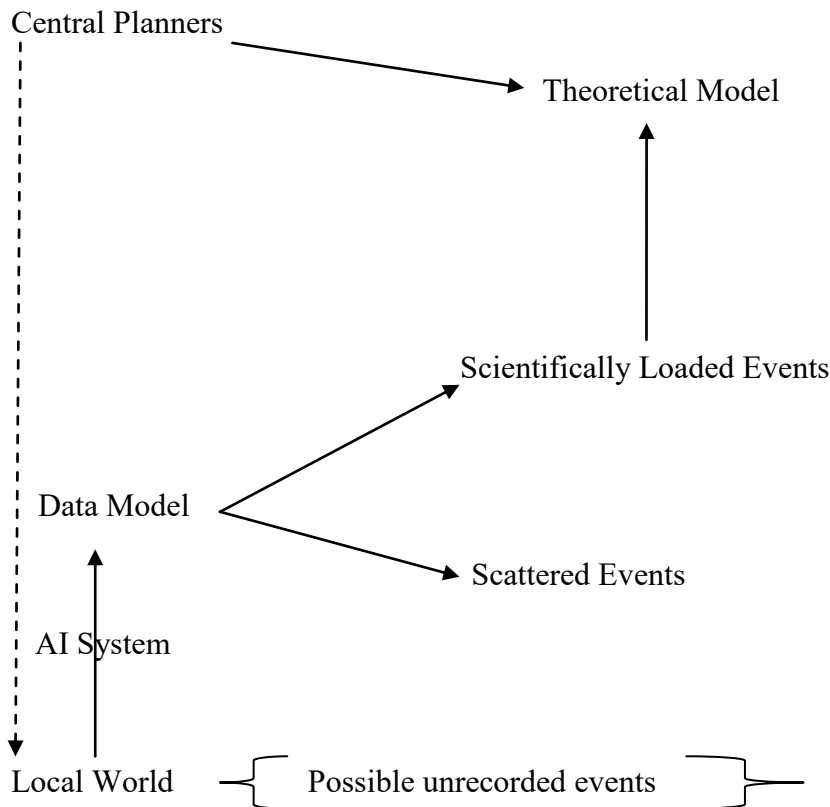 Central Planners
Theoretical Model
Scientifically Loaded Events
Data Model
Scattered Events
AI System
Local World
Possible unrecorded events